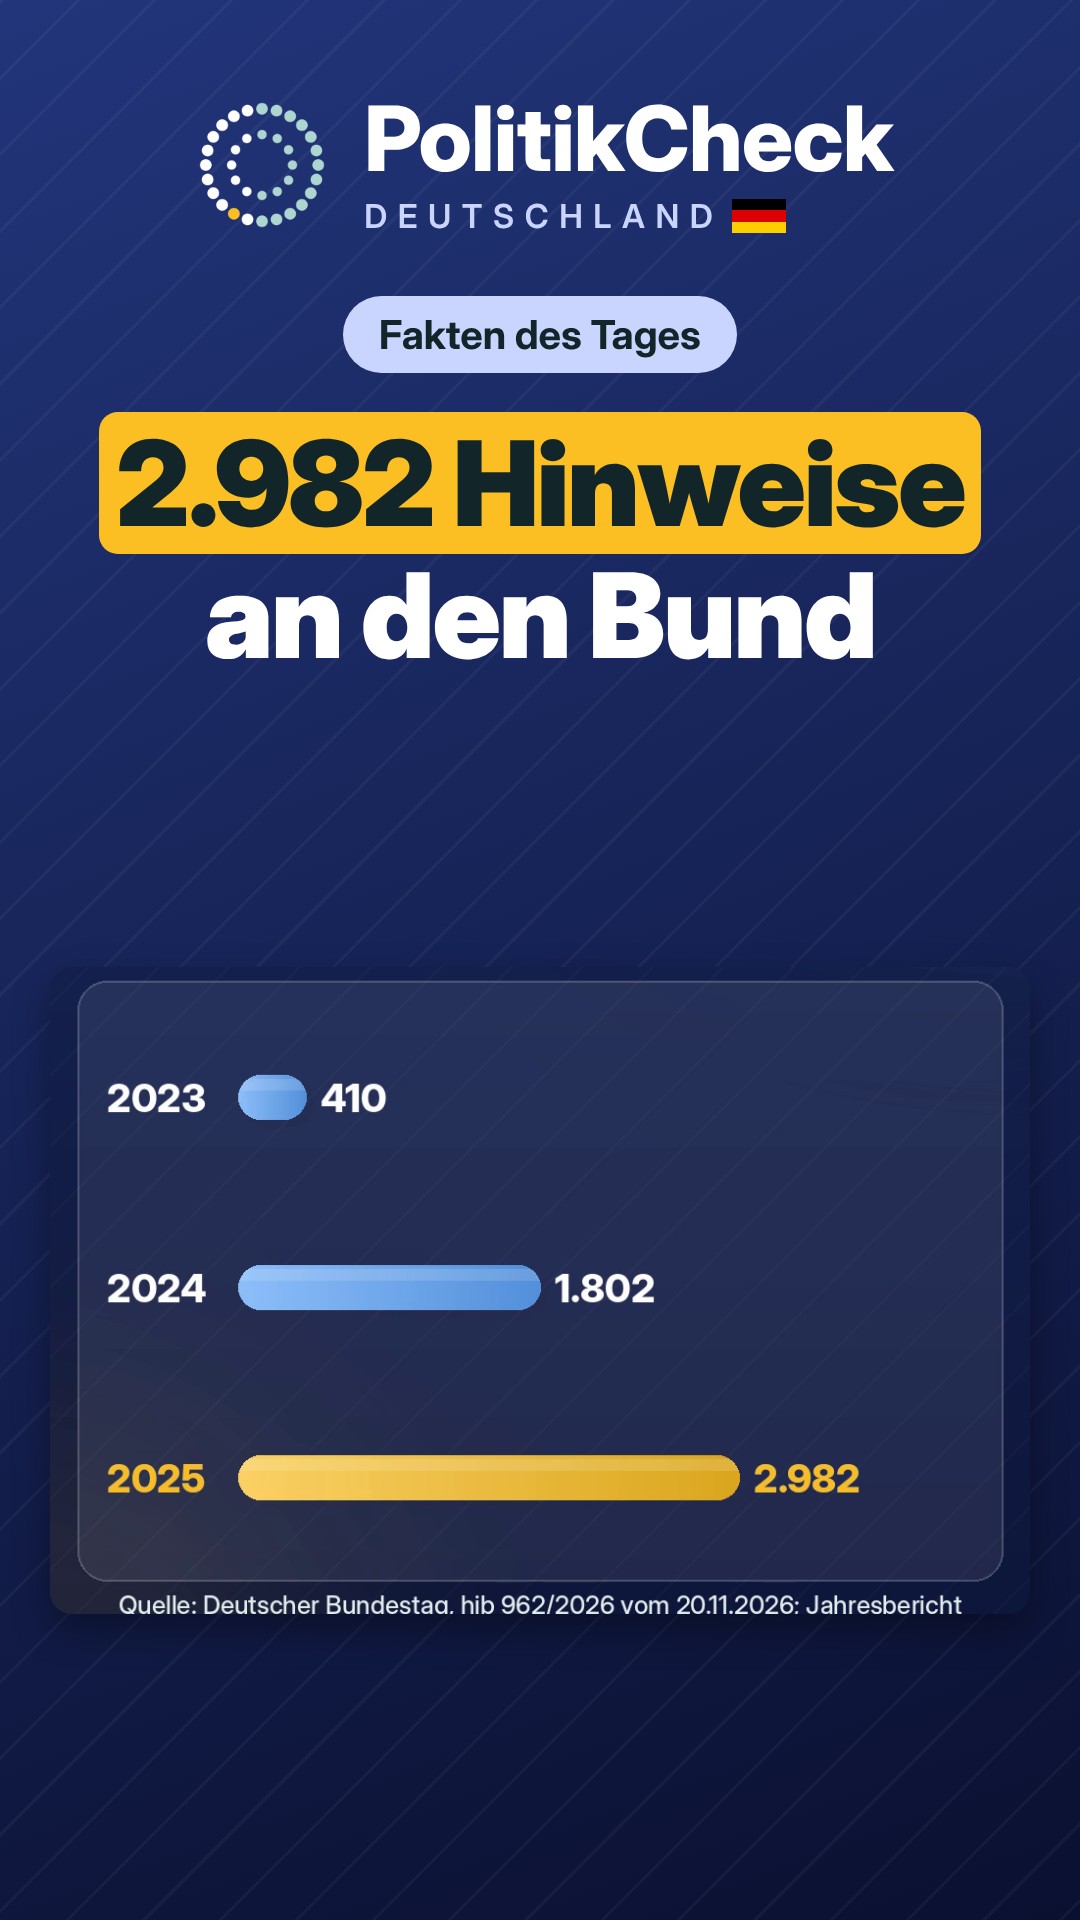 PolitikCheck
DEUTSCHLAND
Fakten des Tages
2.982 Hinweise
an den Bund
2023 410
2024 1.802
2025 2.982
Quelle: Deutscher Bundestag, hib 962/2026 vom 20.11.2026; Jahresbericht